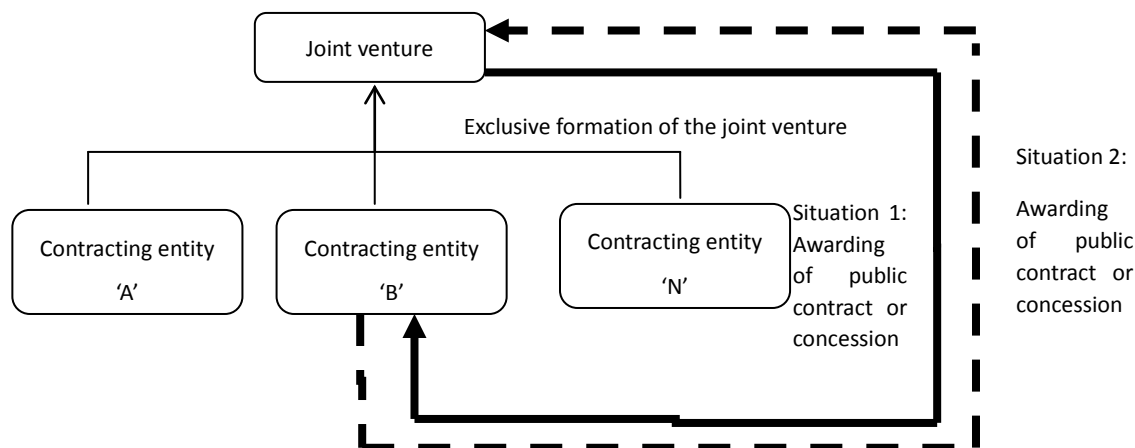 Joint venture
Exclusive formation of the joint venture
Contracting entity
‘A’
Contracting entity
‘B’
Contracting entity
‘N’
Situation 1:
Awarding
of public
contract or
concession
Situation 2:
Awarding
of public
contract or
concession